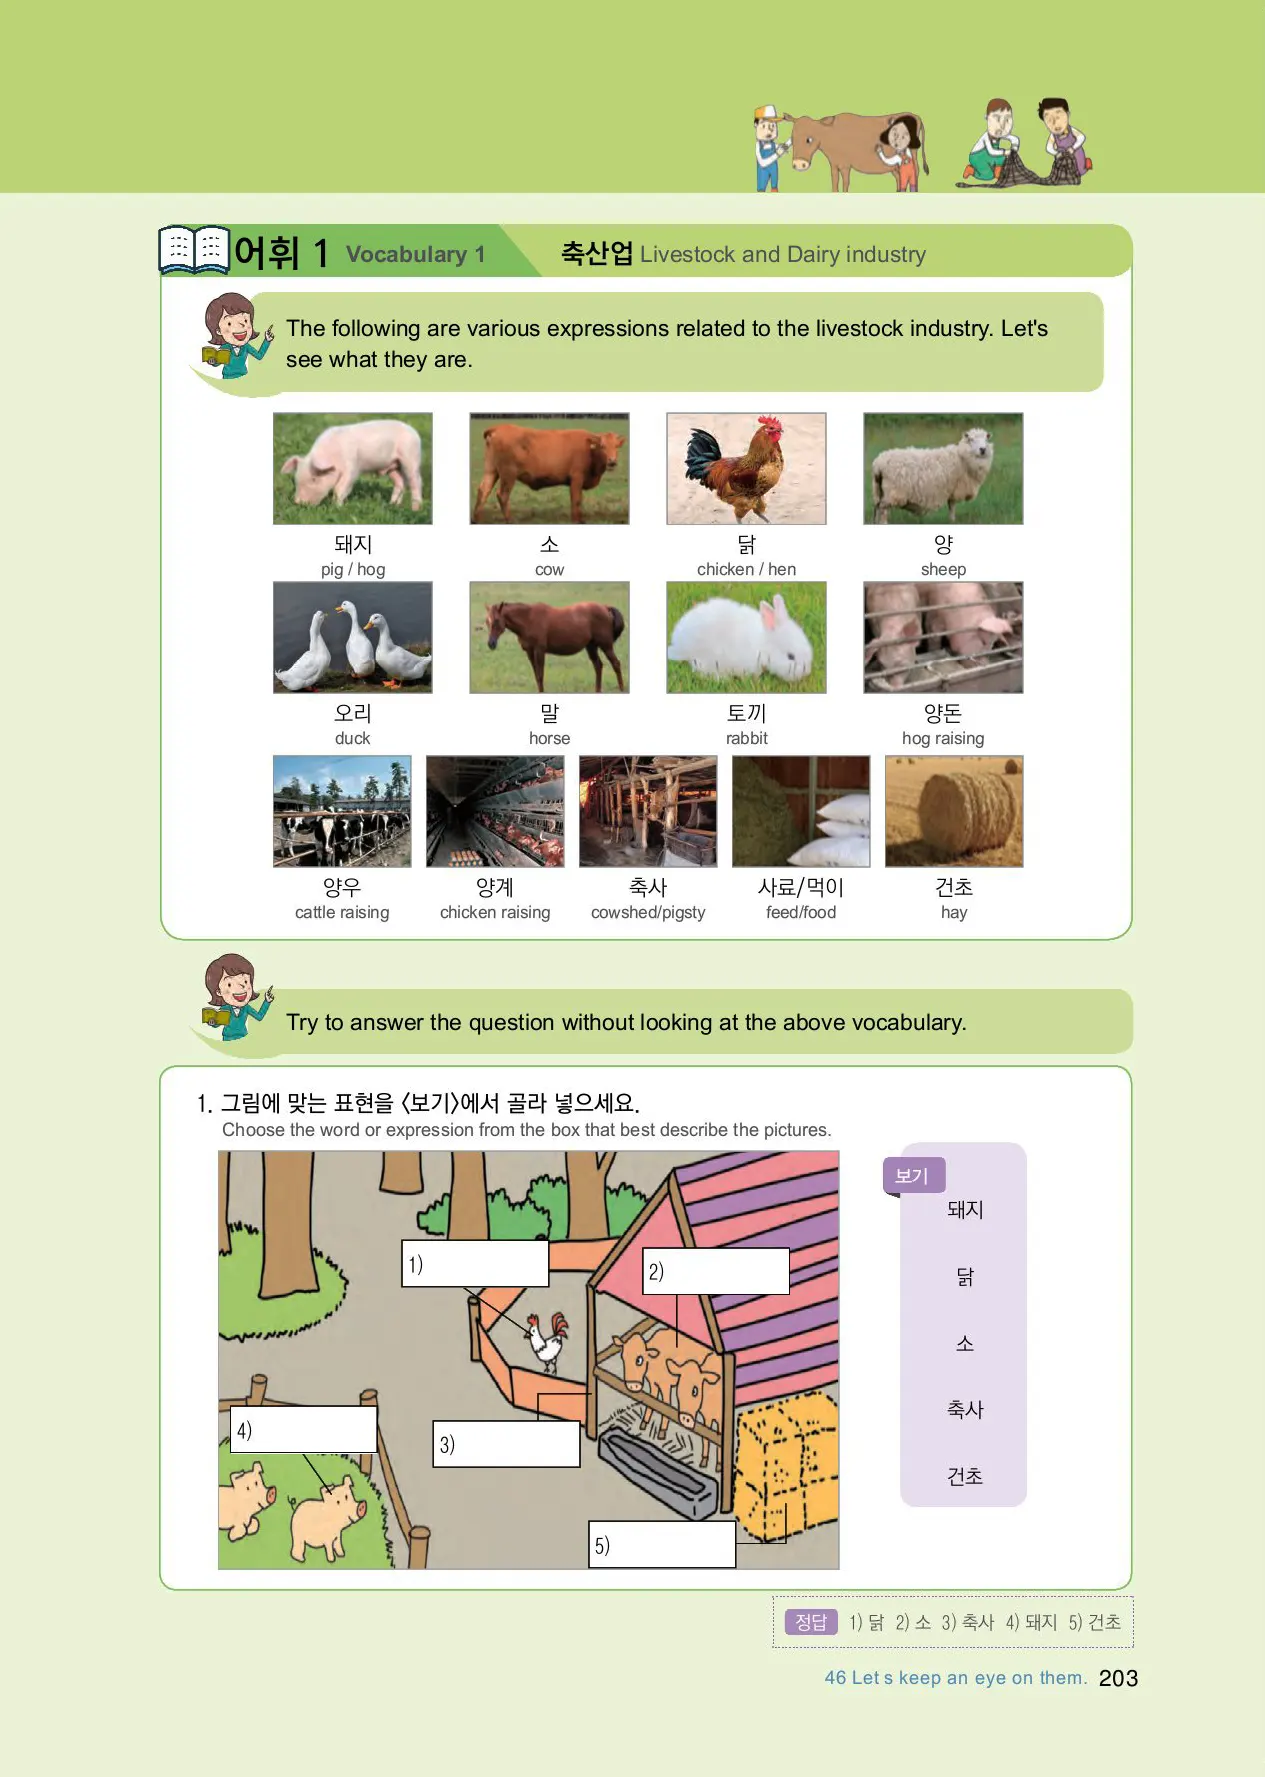 어휘 1 Vocabulary 1 축산업 Livestock and Dairy industry
The following are various expressions related to the livestock industry. Let's
see what they are.
돼지 소 닭 양
pig / hog cow chicken / hen sheep
오리 말 토끼 양돈
duck horse rabbit hog raising
양우 양계 축사 사료/먹이 건초
cattle raising chicken raising cowshed/pigsty feed/food hay
Try to answer the question without looking at the above vocabulary.
1. 그림에 맞는 표현을 〈보기〉에서 골라 넣으세요.
Choose the word or expression from the box that best describe the pictures.
1)
2)
3)
4)
5)
보기
돼지
닭
소
축사
건초
정답 1) 닭 2) 소 3) 축사 4) 돼지 5) 건초
46 Let s keep an eye on them. 203